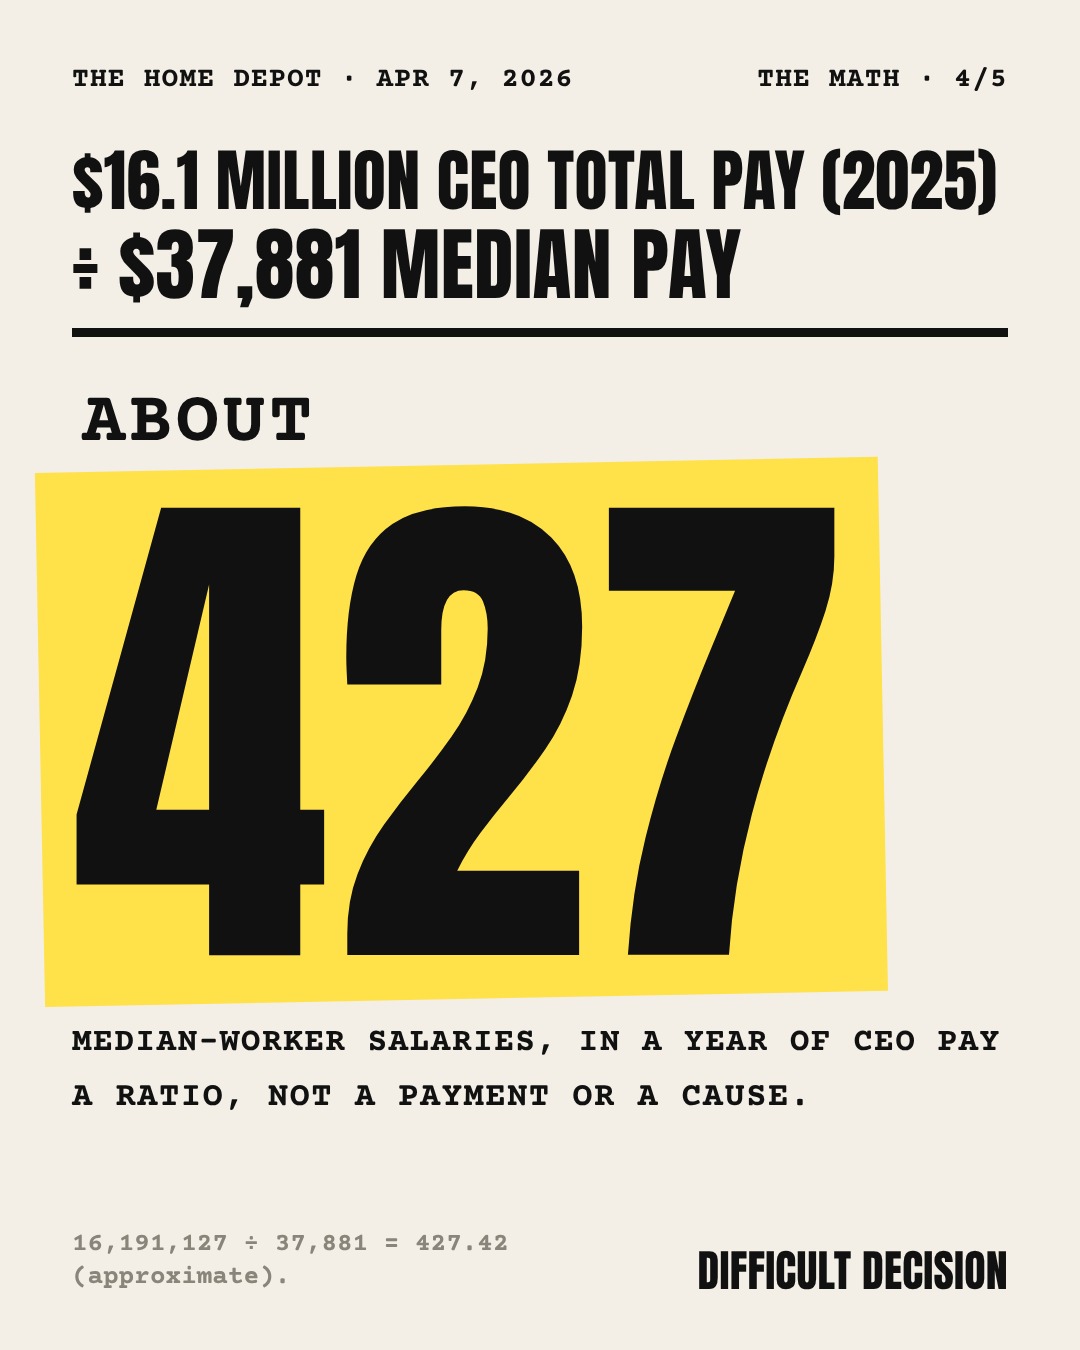 THE HOME DEPOT · APR 7, 2026
THE MATH · 4/5
$16.1 MILLION CEO TOTAL PAY (2025)
÷ $37,881 MEDIAN PAY
ABOUT
427
MEDIAN-WORKER SALARIES, IN A YEAR OF CEO PAY
A RATIO, NOT A PAYMENT OR A CAUSE.
16,191,127 ÷ 37,881 = 427.42
(approximate).
DIFFICULT DECISION